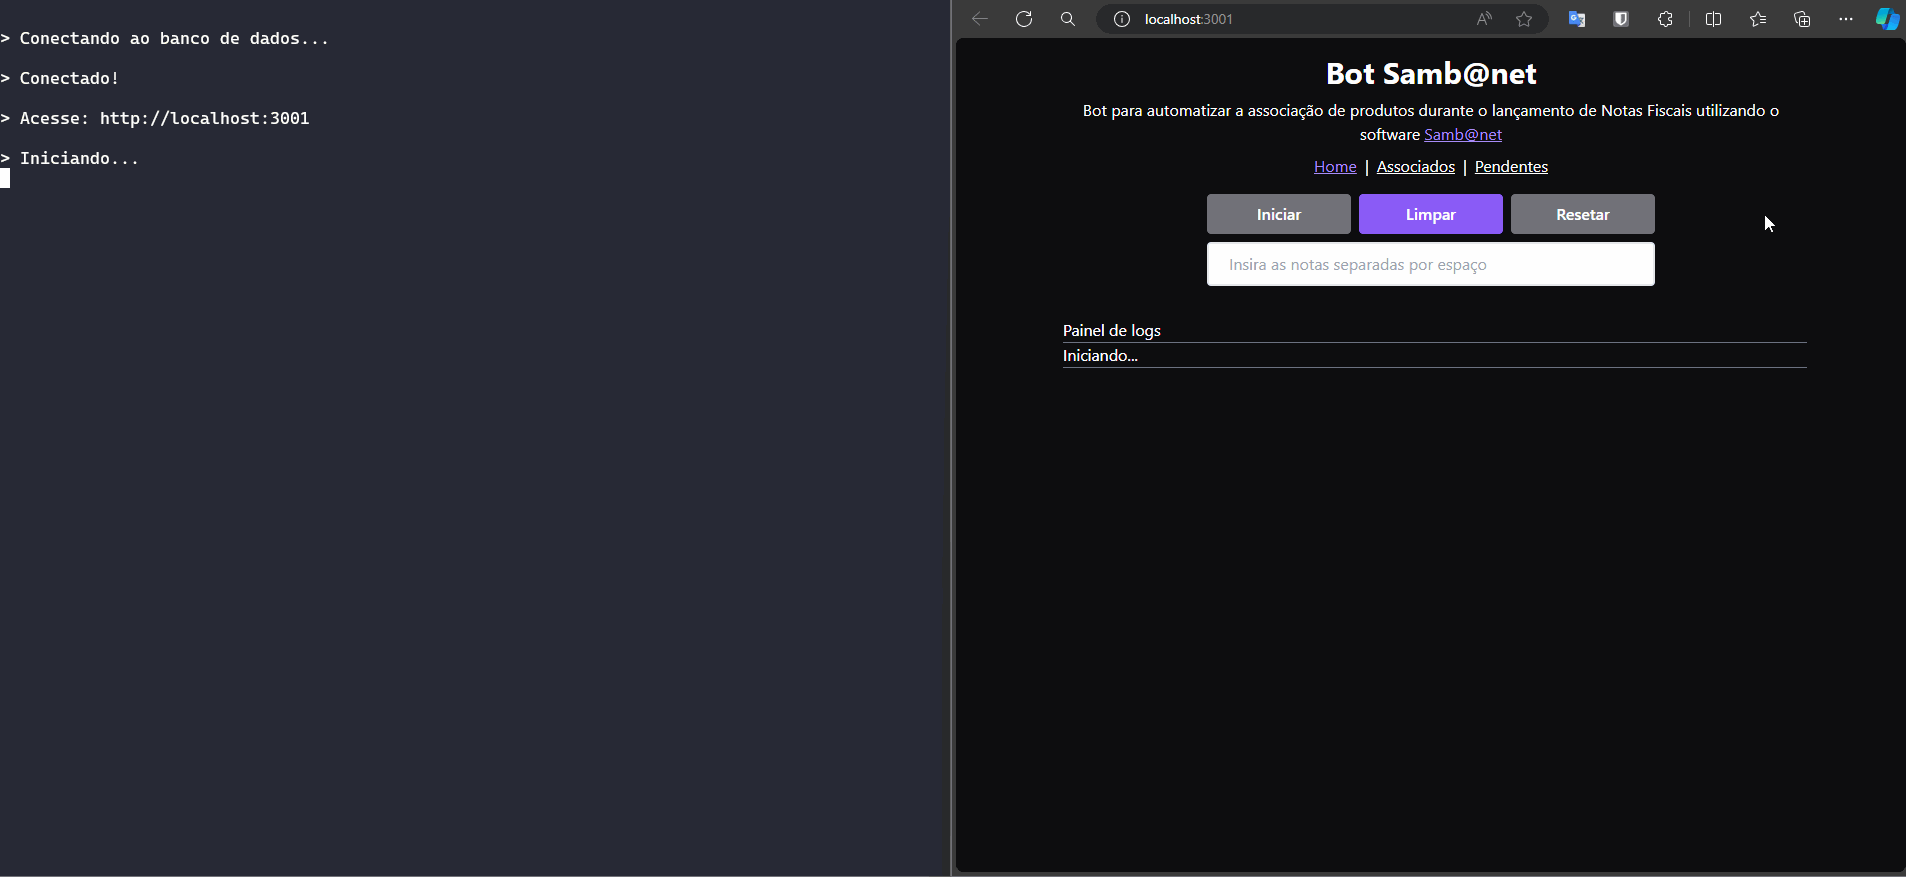 > Conectando ao banco de dados...
> Conectado!
> Acesse: http://localhost:3001
> Iniciando...
localhost:3001
Bot Samb@net
Bot para automatizar a associação de produtos durante o lançamento de Notas Fiscais utilizando o
software Samb@net
Home | Associados | Pendentes
Iniciar Limpar Resetar
Insira as notas separadas por espaço
Painel de logs
Iniciando...